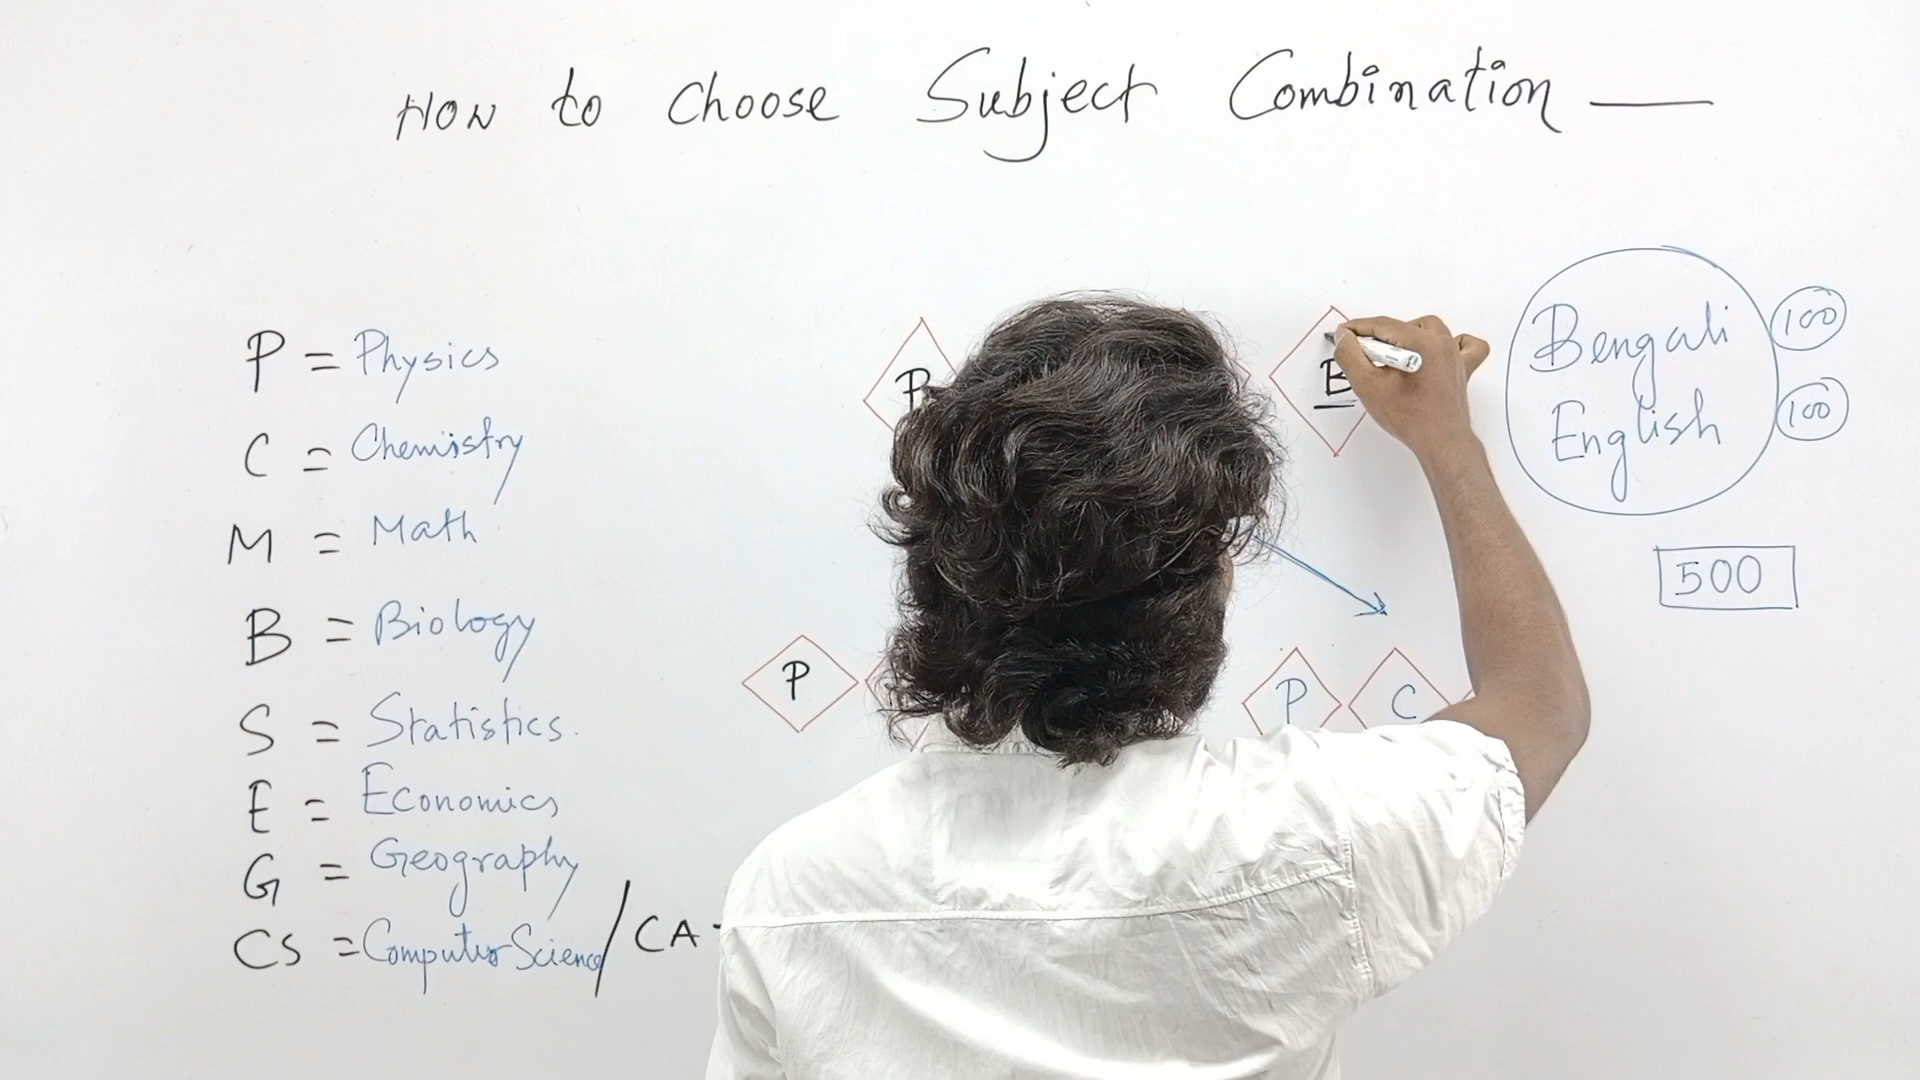 HOW to choose Subject Combination
P = Physics
C = Chemistry
M = Math
B = Biology
S = Statistics.
E = Economics
G = Geography
CS = Computer Science / CA
P
B
Bengali 100
English 100
500
P
P C